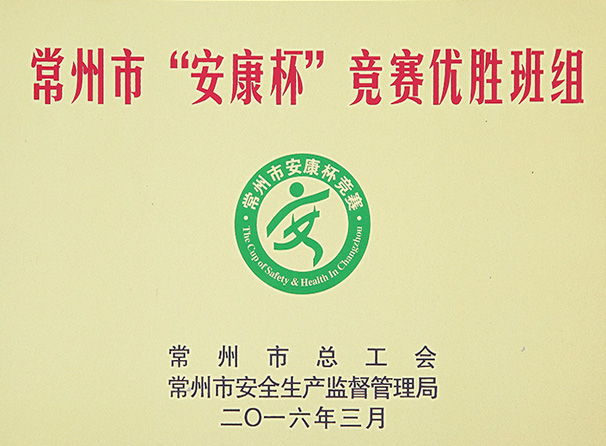 常州市“安康杯”竞赛优胜班组
·常州市安康杯竞赛·
The Cup of Safety & Health In Changzhou
常州市总工会
常州市安全生产监督管理局
二〇一六年三月